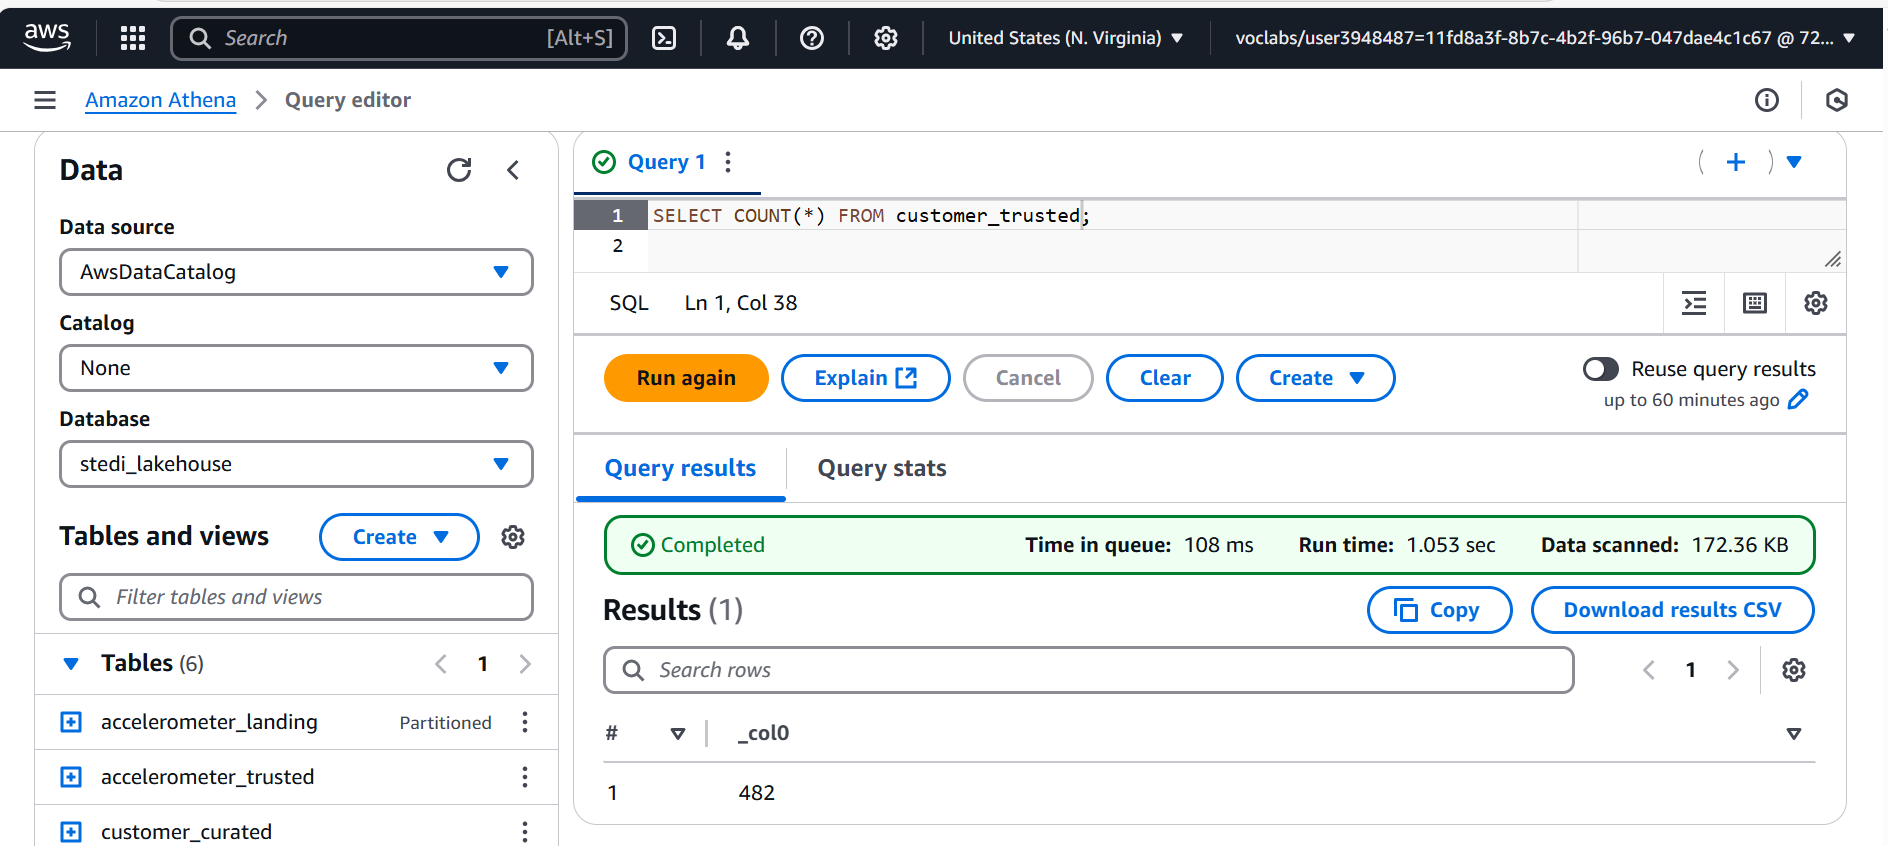 aws
Search
[Alt+S]
United States (N. Virginia)
voclabs/user3948487=11fd8a3f-8b7c-4b2f-96b7-047dae4c1c67 @ 72...
Amazon Athena
Query editor
Data
Data source
AwsDataCatalog
Catalog
None
Database
stedi_lakehouse
Tables and views
Create
Filter tables and views
Tables (6)
1
accelerometer_landing
Partitioned
accelerometer_trusted
customer_curated
Query 1
1 SELECT COUNT(*) FROM customer_trusted;
2
SQL
Ln 1, Col 38
Run again
Explain
Cancel
Clear
Create
Reuse query results
up to 60 minutes ago
Query results
Query stats
Completed
Time in queue: 108 ms
Run time: 1.053 sec
Data scanned: 172.36 KB
Results (1)
Copy
Download results CSV
Search rows
1
#
_col0
1
482